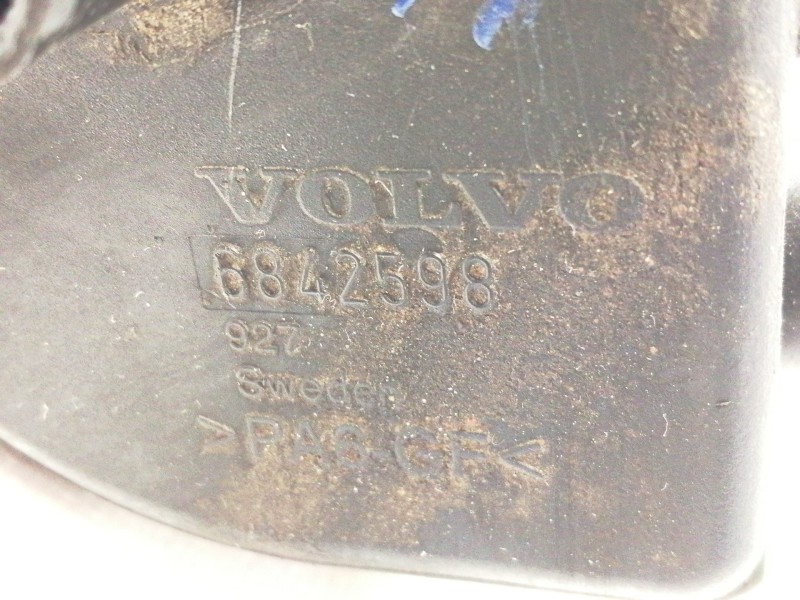 VOLVO
6842598
927
Sweden
>PA6-GF<